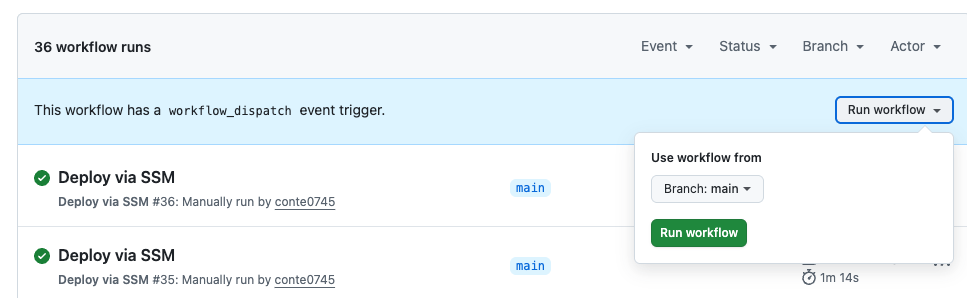 36 workflow runs
Event Status Branch Actor
This workflow has a workflow_dispatch event trigger.
Run workflow
Use workflow from
Branch: main
Run workflow
Deploy via SSM
main
Deploy via SSM #36: Manually run by conte0745
Deploy via SSM
main
Deploy via SSM #35: Manually run by conte0745
1m 14s